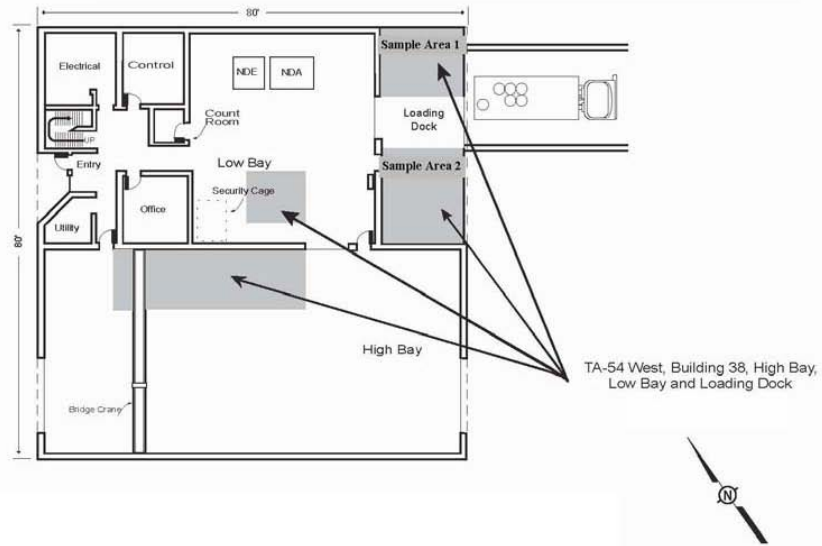 80'
Sample Area 1
Electrical
Control
NDE
NDA
Count
Room
Loading
Dock
UP
Entry
Low Bay
Sample Area 2
Security Cage
Office
Utility
80'
High Bay
TA-54 West, Building 38, High Bay,
Low Bay and Loading Dock
Bridge Crane
N